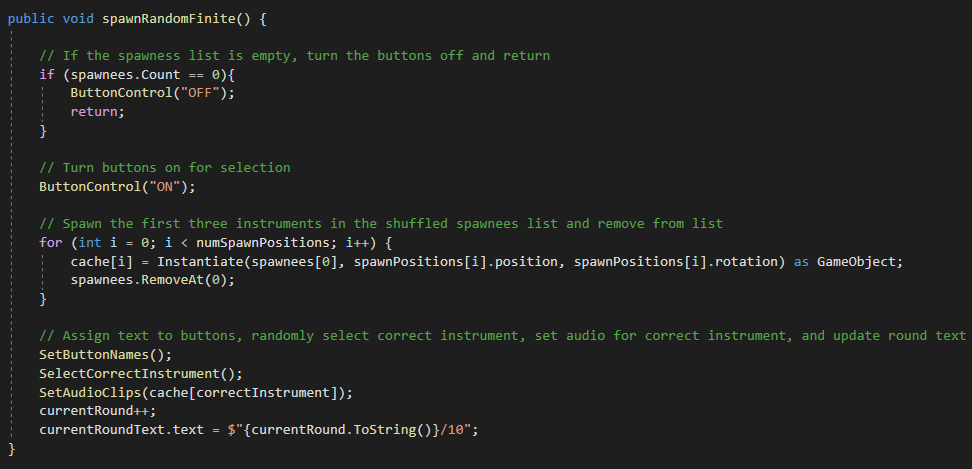 public void spawnRandomFinite() {
// If the spawness list is empty, turn the buttons off and return
if (spawnees.Count == 0){
ButtonControl("OFF");
return;
}
// Turn buttons on for selection
ButtonControl("ON");
// Spawn the first three instruments in the shuffled spawnees list and remove from list
for (int i = 0; i < numSpawnPositions; i++) {
cache[i] = Instantiate(spawnees[0], spawnPositions[i].position, spawnPositions[i].rotation) as GameObject;
spawnees.RemoveAt(0);
}
// Assign text to buttons, randomly select correct instrument, set audio for correct instrument, and update round text
SetButtonNames();
SelectCorrectInstrument();
SetAudioClips(cache[correctInstrument]);
currentRound++;
currentRoundText.text = $"{currentRound.ToString()}/10";
}